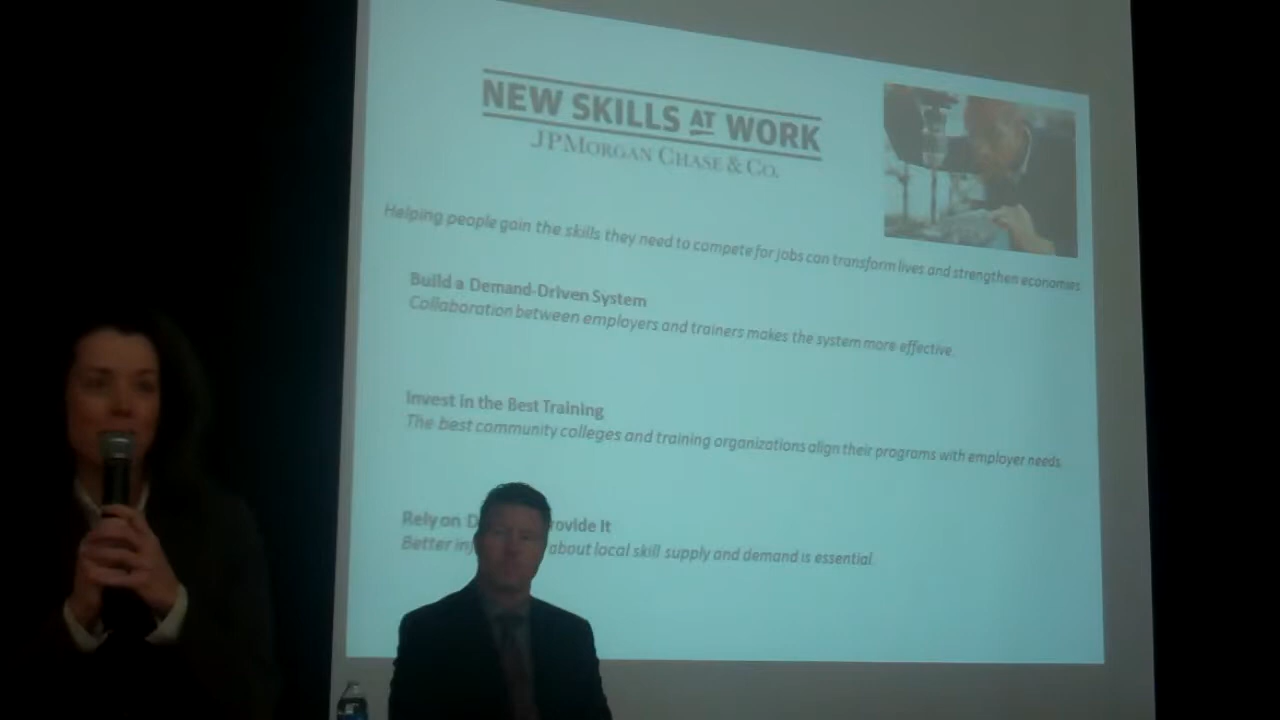 NEW SKILLS AT WORK
JPMORGAN CHASE & CO.
Helping people gain the skills they need to compete for jobs can transform lives and strengthen economies.
Build a Demand-Driven System
Collaboration between employers and trainers makes the system more effective.
Invest in the Best Training
The best community colleges and training organizations align their programs with employer needs.
Rely on D rovide It
Better inf about local skill supply and demand is essential.